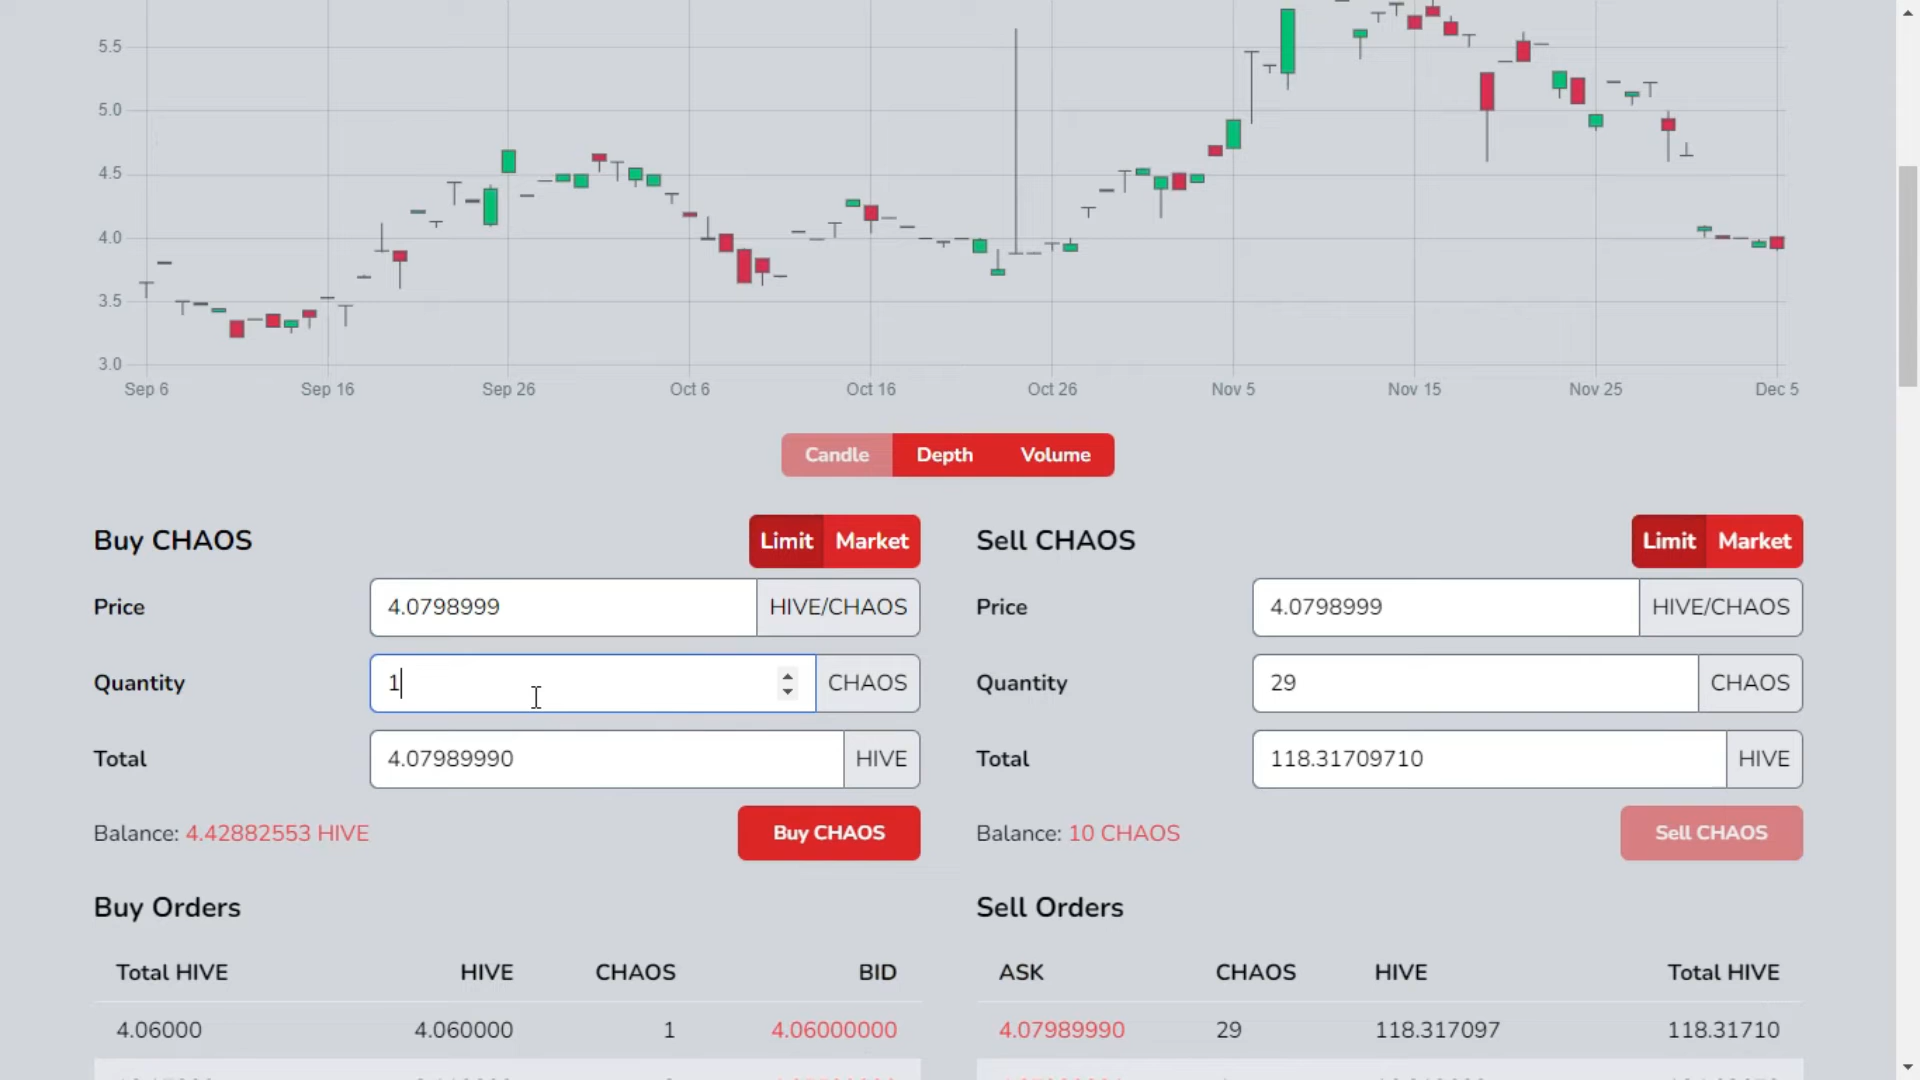 5.5
5.0
4.5
4.0
3.5
3.0
Sep 6 Sep 16 Sep 26 Oct 6 Oct 16 Oct 26 Nov 5 Nov 15 Nov 25 Dec 5
Candle Depth Volume
Buy CHAOS Limit Market
Price 4.0798999 HIVE/CHAOS
Quantity 1 CHAOS
Total 4.07989990 HIVE
Balance: 4.42882553 HIVE Buy CHAOS
Sell CHAOS Limit Market
Price 4.0798999 HIVE/CHAOS
Quantity 29 CHAOS
Total 118.31709710 HIVE
Balance: 10 CHAOS Sell CHAOS
Buy Orders
Total HIVE HIVE CHAOS BID
4.06000 4.060000 1 4.06000000
Sell Orders
ASK CHAOS HIVE Total HIVE
4.07989990 29 118.317097 118.31710